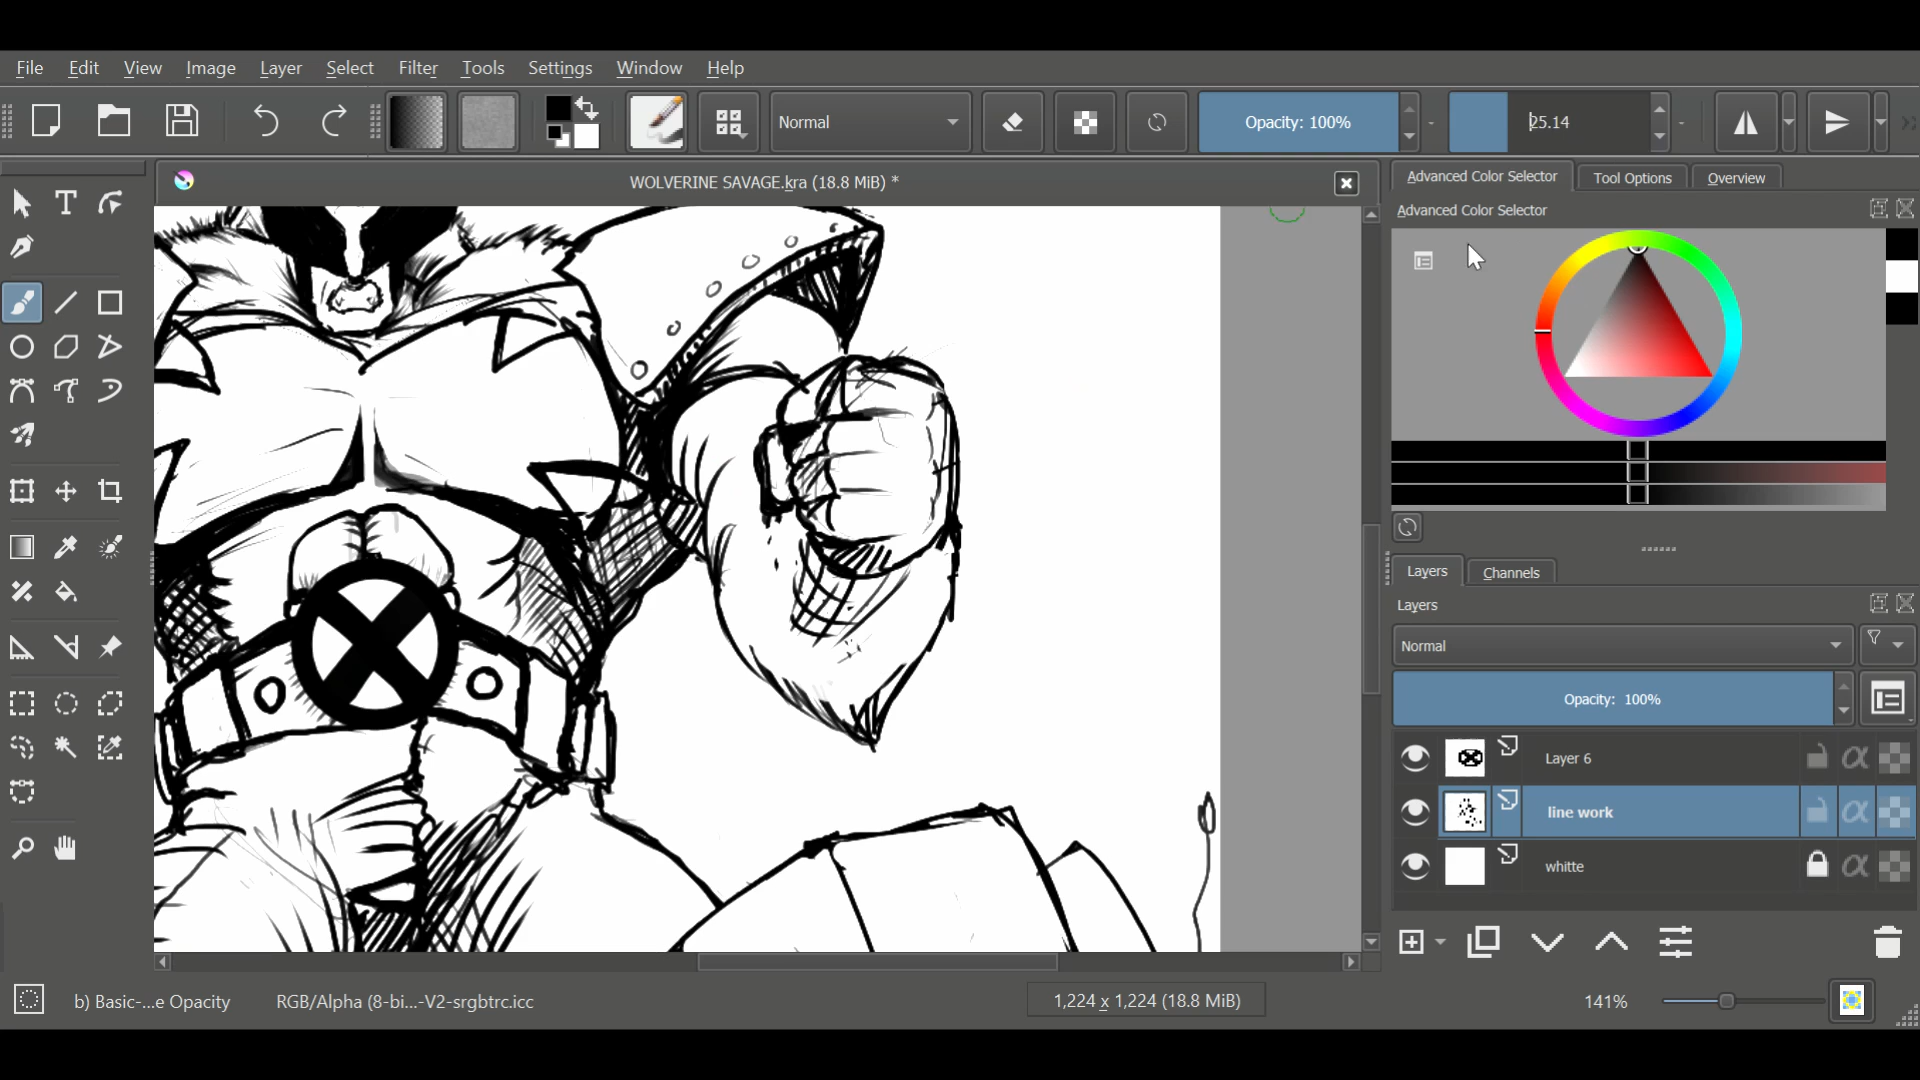 File Edit View Image Layer Select Filter Tools Settings Window Help
Normal Opacity: 100% 25.14
WOLVERINE SAVAGE.kra (18.8 MiB) *
Advanced Color Selector Tool Options Overview
Advanced Color Selector
Layers Channels
Layers
Normal
Opacity: 100%
Layer 6
line work
whitte
b) Basic-...e Opacity RGB/Alpha (8-bi...-V2-srgbtrc.icc 1,224 x 1,224 (18.8 MiB) 141%